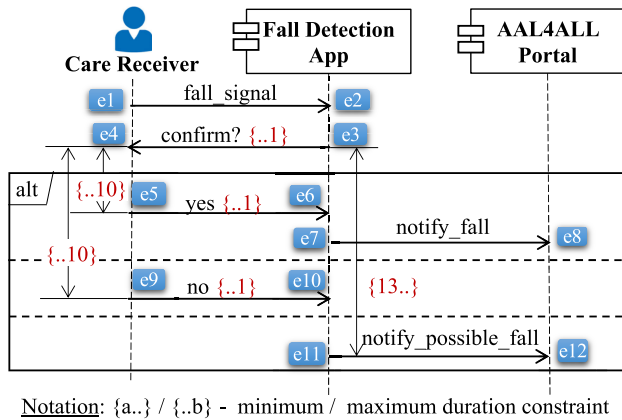 Care Receiver
Fall Detection
App
AAL4ALL
Portal
e1 fall_signal e2
e4 confirm? {..1} e3
alt
{..10}
e5 yes {..1} e6
e7 notify_fall e8
{..10}
e9 no {..1} e10
{13..}
notify_possible_fall
e11 e12
Notation: {a..} / {..b} - minimum / maximum duration constraint